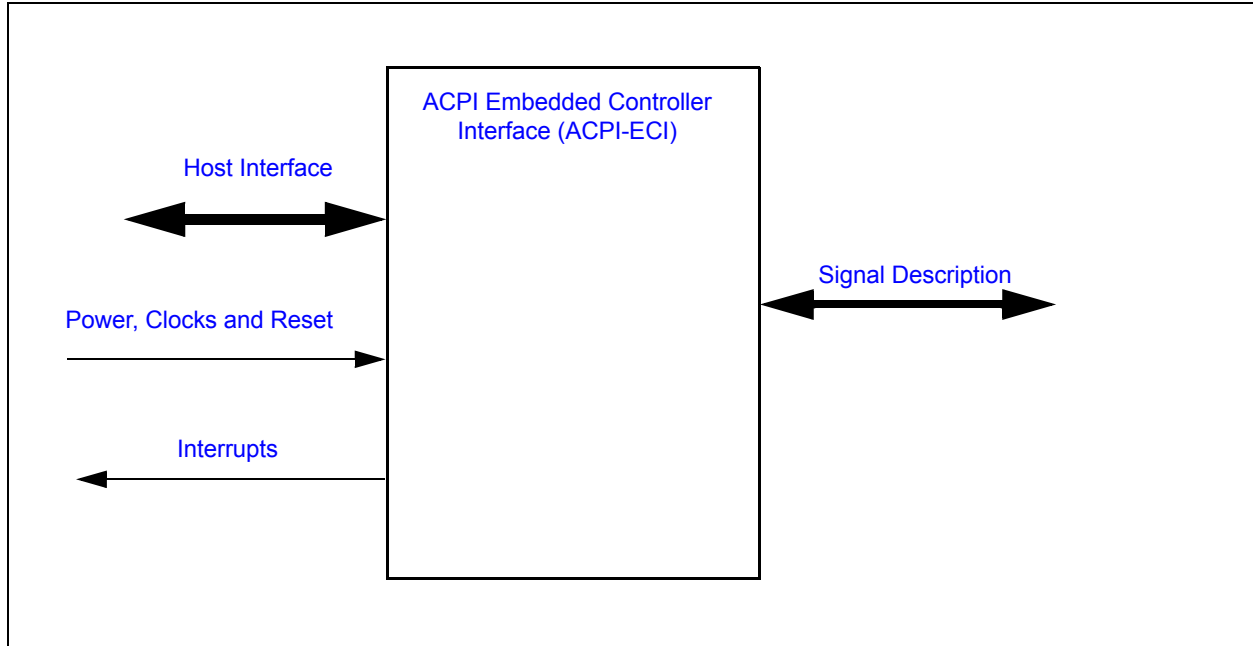 ACPI Embedded Controller
Interface (ACPI-ECI)
Host Interface
Signal Description
Power, Clocks and Reset
Interrupts